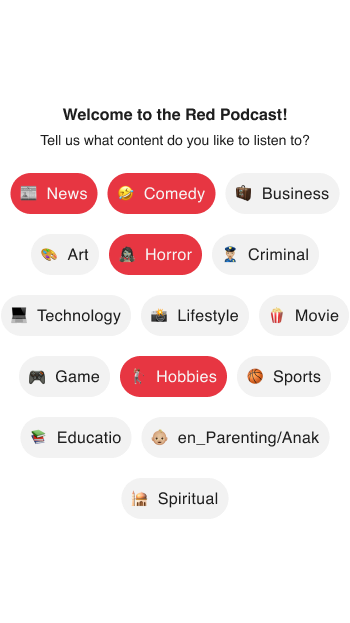 Welcome to the Red Podcast!
Tell us what content do you like to listen to?
News Comedy Business
Art Horror Criminal
Technology Lifestyle Movie
Game Hobbies Sports
Educatio en_Parenting/Anak
Spiritual